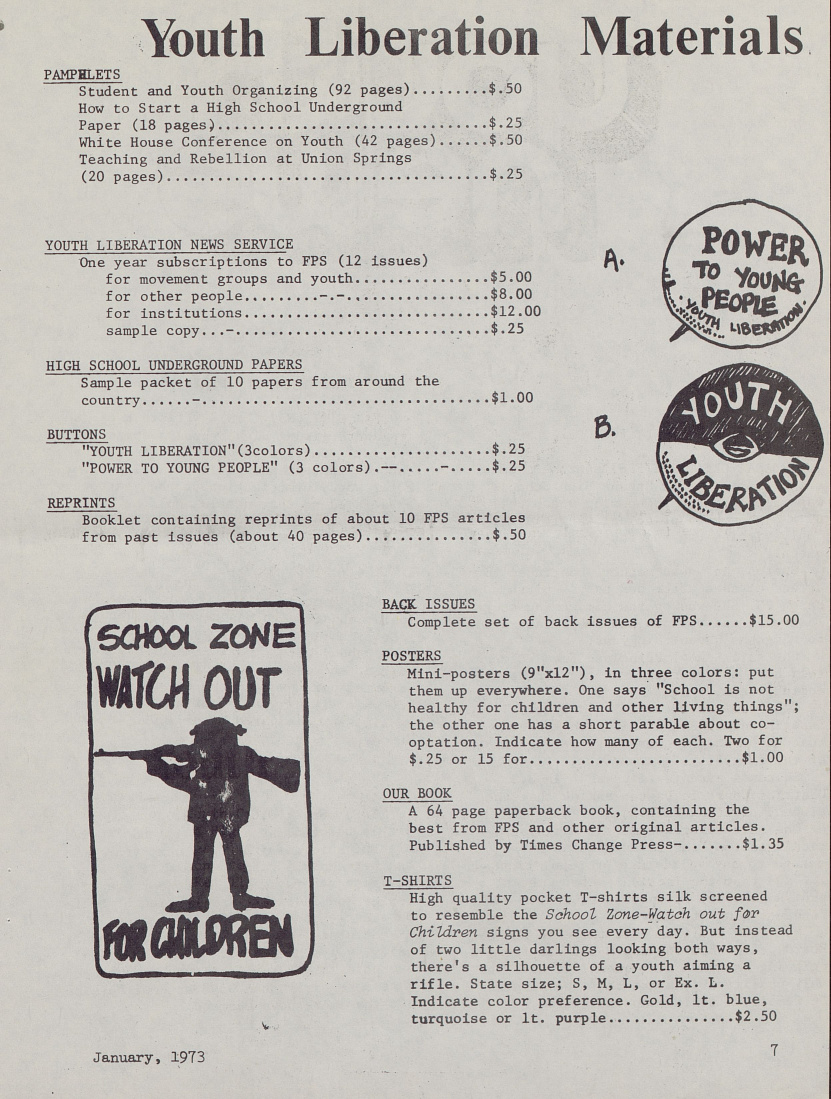 Youth Liberation Materials
PAMPHLETS
Student and Youth Organizing (92 pages).........$.50
How to Start a High School Underground
Paper (18 pages)................................$.25
White House Conference on Youth (42 pages)......$.50
Teaching and Rebellion at Union Springs
(20 pages)......................................$.25
YOUTH LIBERATION NEWS SERVICE
One year subscriptions to FPS (12 issues)
for movement groups and youth................$5.00
for other people.........-.-.................$8.00
for institutions.............................$12.00
sample copy...-..............................$.25
HIGH SCHOOL UNDERGROUND PAPERS
Sample packet of 10 papers from around the
country......-..................................$1.00
BUTTONS
"YOUTH LIBERATION"(3colors).....................$.25
"POWER TO YOUNG PEOPLE" (3 colors).--.....-.....$.25
REPRINTS
Booklet containing reprints of about 10 FPS articles
from past issues (about 40 pages)...............$.50
A.
POWER
TO YOUNG
PEOPLE
·YOUTH LIBERATION·
B.
YOUTH
LIBERATION
SCHOOL ZONE
WATCH OUT
FOR CHILDREN
BACK ISSUES
Complete set of back issues of FPS......$15.00
POSTERS
Mini-posters (9"x12"), in three colors: put
them up everywhere. One says "School is not
healthy for children and other living things";
the other one has a short parable about co-
optation. Indicate how many of each. Two for
$.25 or 15 for.........................$1.00
OUR BOOK
A 64 page paperback book, containing the
best from FPS and other original articles.
Published by Times Change Press-.......$1.35
T-SHIRTS
High quality pocket T-shirts silk screened
to resemble the School Zone-Watch out for
Children signs you see every day. But instead
of two little darlings looking both ways,
there's a silhouette of a youth aiming a
rifle. State size; S, M, L, or Ex. L.
Indicate color preference. Gold, lt. blue,
turquoise or lt. purple...............$2.50
January, 1973
7